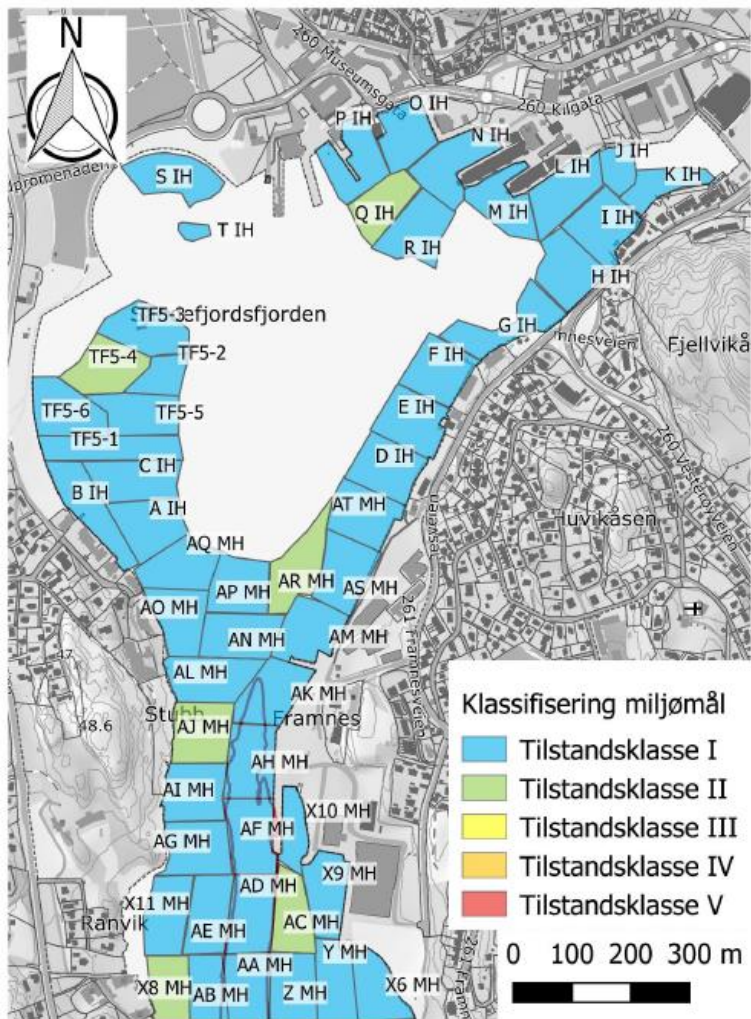 N
260 Museumsgata
O IH
260 Kilgata
P IH
N IH
J IH
L IH
K IH
S IH
Q IH
M IH
I IH
T IH
R IH
H IH
TF5-3
fjordsfjorden
G IH
TF5-2
F IH
TF5-4
Fjellvikå
E IH
TF5-6
TF5-5
TF5-1
D IH
C IH
260 Vesterøyveien
B IH
A IH
AT MH
Huvikåsen
AQ MH
AR MH
AS MH
AP MH
AO MH
AN MH
AM MH
261 Framnesveien
47
AL MH
AK MH
Stubb
Framnes
48.6
AJ MH
AH MH
AI MH
X10 MH
AF MH
AG MH
X9 MH
AD MH
X11 MH
AC MH
Ranvik
AE MH
Y MH
AA MH
X8 MH
AB MH
Z MH
X6 MH
Klassifisering miljømål
Tilstandsklasse I
Tilstandsklasse II
Tilstandsklasse III
Tilstandsklasse IV
Tilstandsklasse V
0 100 200 300 m